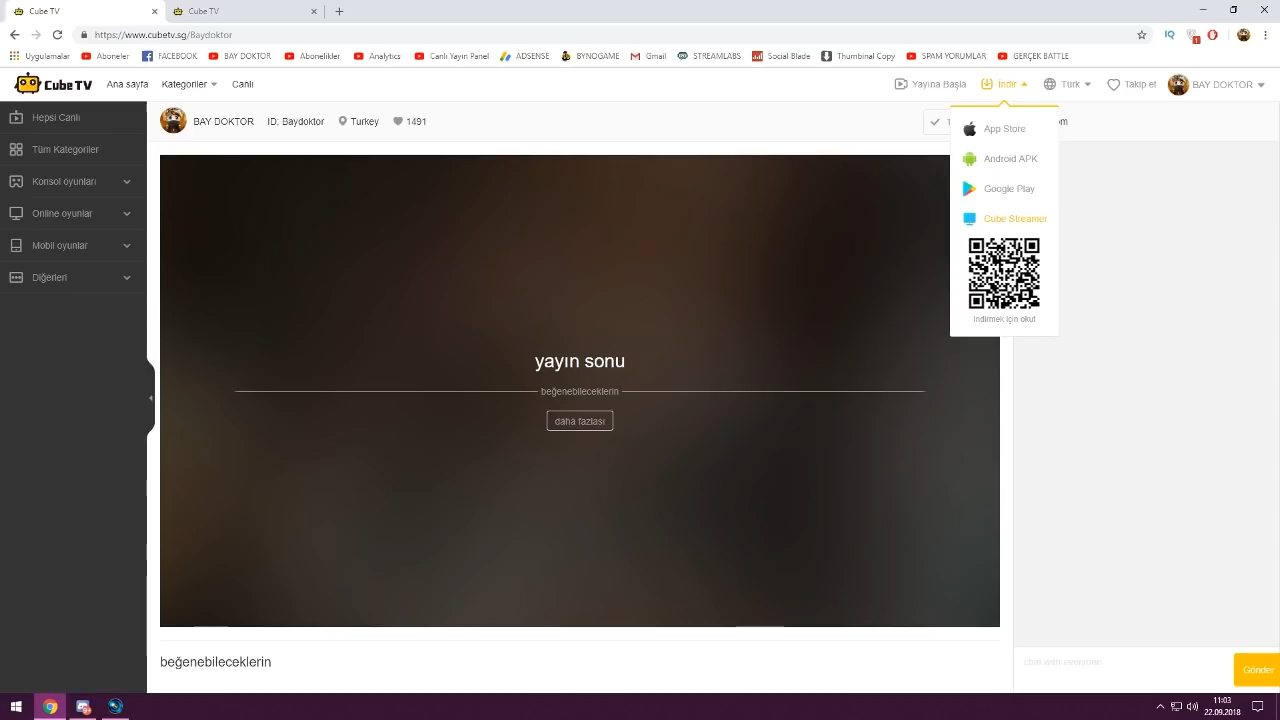 Cube TV
Cube TV
https://www.cubetv.sg/Baydoktor
Uygulamalar Aboneler FACEBOOK BAY DOKTOR Abonelikler Analytics Canlı Yayın Panel ADSENSE BYNOGAME Gmail STREAMLABS Social Blade Thumbinal Copy SPAM YORUMLAR GERÇEK BATTLE
Cube TV Ana sayfa Kategoriler Canlı Yayına Başla İndir Türk Takip et BAY DOKTOR
Hepsi Canlı
Tüm Kategoriler
Konsol oyunları
Online oyunlar
Mobil oyunlar
Diğerleri
BAY DOKTOR ID: Baydoktor Turkey 1491
App Store
Android APK
Google Play
Cube Streamer
indirmek için okut
yayın sonu
beğenebileceklerin
daha fazlası
beğenebileceklerin
chat with everyone
Gönder
11:03
22.09.2018